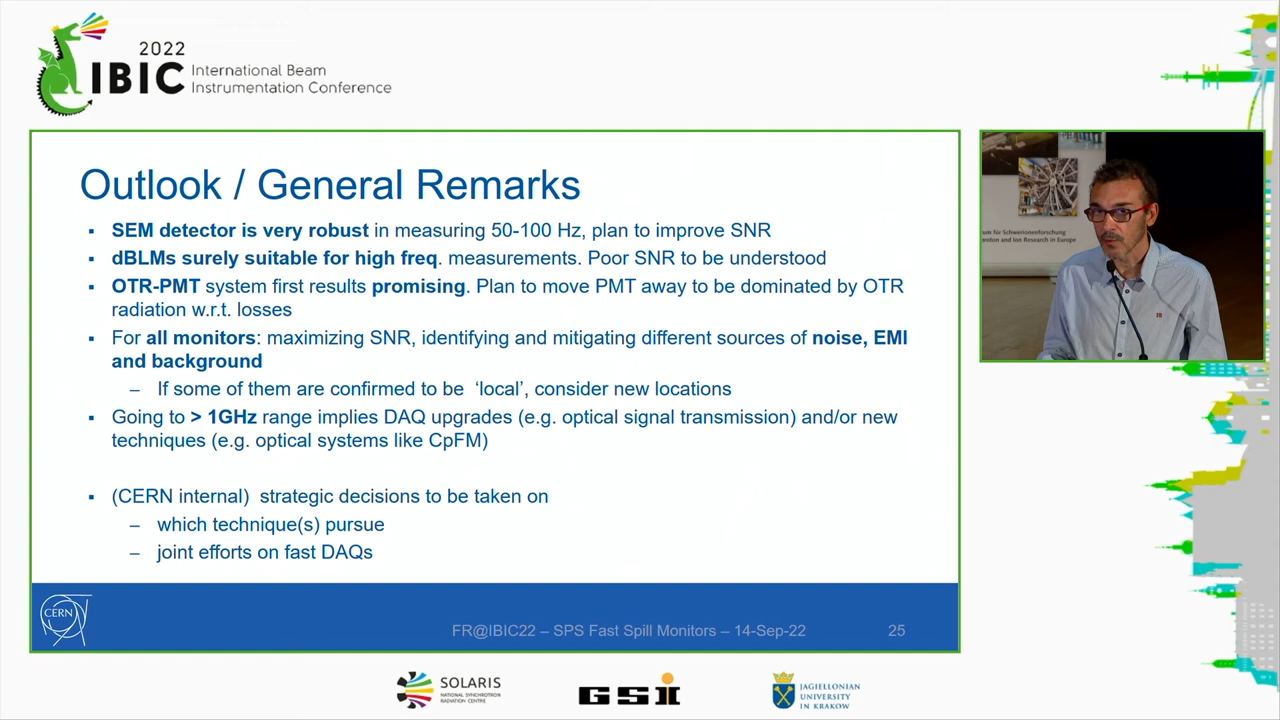 2022
IBIC
International Beam
Instrumentation Conference
Outlook / General Remarks
▪ SEM detector is very robust in measuring 50-100 Hz, plan to improve SNR
▪ dBLMs surely suitable for high freq. measurements. Poor SNR to be understood
▪ OTR-PMT system first results promising. Plan to move PMT away to be dominated by OTR
radiation w.r.t. losses
▪ For all monitors: maximizing SNR, identifying and mitigating different sources of noise, EMI
and background
– If some of them are confirmed to be ‘local’, consider new locations
▪ Going to > 1GHz range implies DAQ upgrades (e.g. optical signal transmission) and/or new
techniques (e.g. optical systems like CpFM)
▪ (CERN internal) strategic decisions to be taken on
– which technique(s) pursue
– joint efforts on fast DAQs
CERN
FR@IBIC22 – SPS Fast Spill Monitors – 14-Sep-22
25
SOLARIS
NATIONAL SYNCHROTRON
RADIATION CENTRE
GSI
JAGIELLONIAN
UNIVERSITY
IN KRAKOW